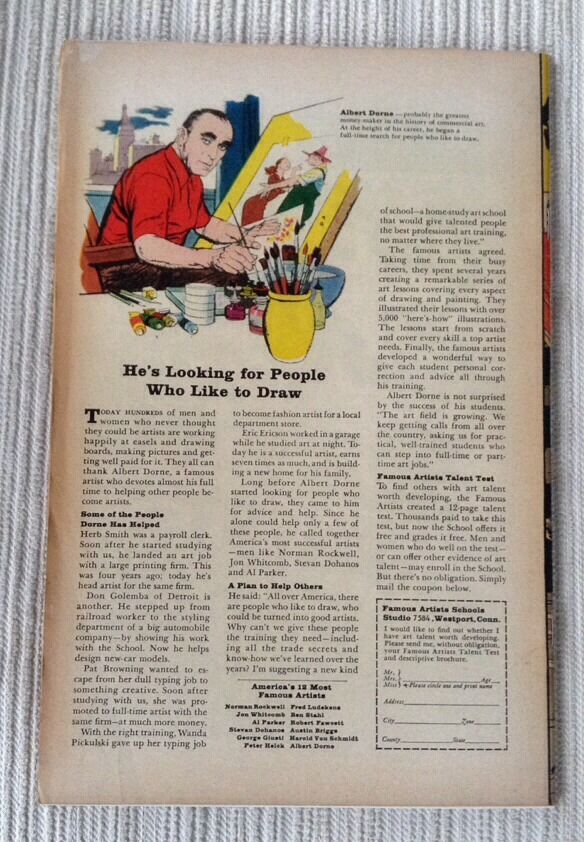 Albert Dorne — probably the greatest
money-maker in the history of commercial art.
At the height of his career, he began a
full-time search for people who like to draw.
He's Looking for People
Who Like to Draw
TODAY HUNDREDS of men and
women who never thought
they could be artists are working
happily at easels and drawing
boards, making pictures and get-
ting well paid for it. They all can
thank Albert Dorne, a famous
artist who devotes almost his full
time to helping other people be-
come artists.
Some of the People
Dorne Has Helped
Herb Smith was a payroll clerk.
Soon after he started studying
with us, he landed an art job
with a large printing firm. This
was four years ago; today he's
head artist for the same firm.
Don Golemba of Detroit is
another. He stepped up from
railroad worker to the styling
department of a big automobile
company—by showing his work
with the School. Now he helps
design new-car models.
Pat Browning wanted to es-
cape from her dull typing job to
something creative. Soon after
studying with us, she was pro-
moted to full-time artist with the
same firm—at much more money.
With the right training, Wanda
Pickulski gave up her typing job
to become fashion artist for a local
department store.
Eric Ericson worked in a garage
while he studied art at night. To-
day he is a successful artist, earns
seven times as much, and is build-
ing a new home for his family.
Long before Albert Dorne
started looking for people who
like to draw, they came to him
for advice and help. Since he
alone could help only a few of
these people, he called together
America's most successful artists
—men like Norman Rockwell,
Jon Whitcomb, Stevan Dohanos
and Al Parker.
A Plan to Help Others
He said: "All over America, there
are people who like to draw, who
could be turned into good artists.
Why can't we give these people
the training they need—includ-
ing all the trade secrets and
know-how we've learned over the
years? I'm suggesting a new kind
America's 12 Most
Famous Artists
Norman Rockwell Fred Ludekens
Jon Whitcomb Ben Stahl
Al Parker Robert Fawcett
Stevan Dohanos Austin Briggs
George Giusti Harold Von Schmidt
Peter Helck Albert Dorne
of school—a home-study art school
that would give talented people
the best professional art training,
no matter where they live."
The famous artists agreed.
Taking time from their busy
careers, they spent several years
creating a remarkable series of
art lessons covering every aspect
of drawing and painting. They
illustrated their lessons with over
5,000 "here's-how" illustrations.
The lessons start from scratch
and cover every skill a top artist
needs. Finally, the famous artists
developed a wonderful way to
give each student personal cor-
rection and advice all through
his training.
Albert Dorne is not surprised
by the success of his students.
"The art field is growing. We
keep getting calls from all over
the country, asking us for prac-
tical, well-trained students who
can step into full-time or part-
time art jobs."
Famous Artists Talent Test
To find others with art talent
worth developing, the Famous
Artists created a 12-page talent
test. Thousands paid to take this
test, but now the School offers it
free and grades it free. Men and
women who do well on the test—
or can offer other evidence of art
talent—may enroll in the School.
But there's no obligation. Simply
mail the coupon below.
Famous Artists Schools
Studio 7584, Westport, Conn.
I would like to find out whether I
have art talent worth developing.
Please send me, without obligation,
your Famous Artists Talent Test
and descriptive brochure.
Mr.
Mrs. Age
Miss Please circle one and print name
Address
City Zone
County State